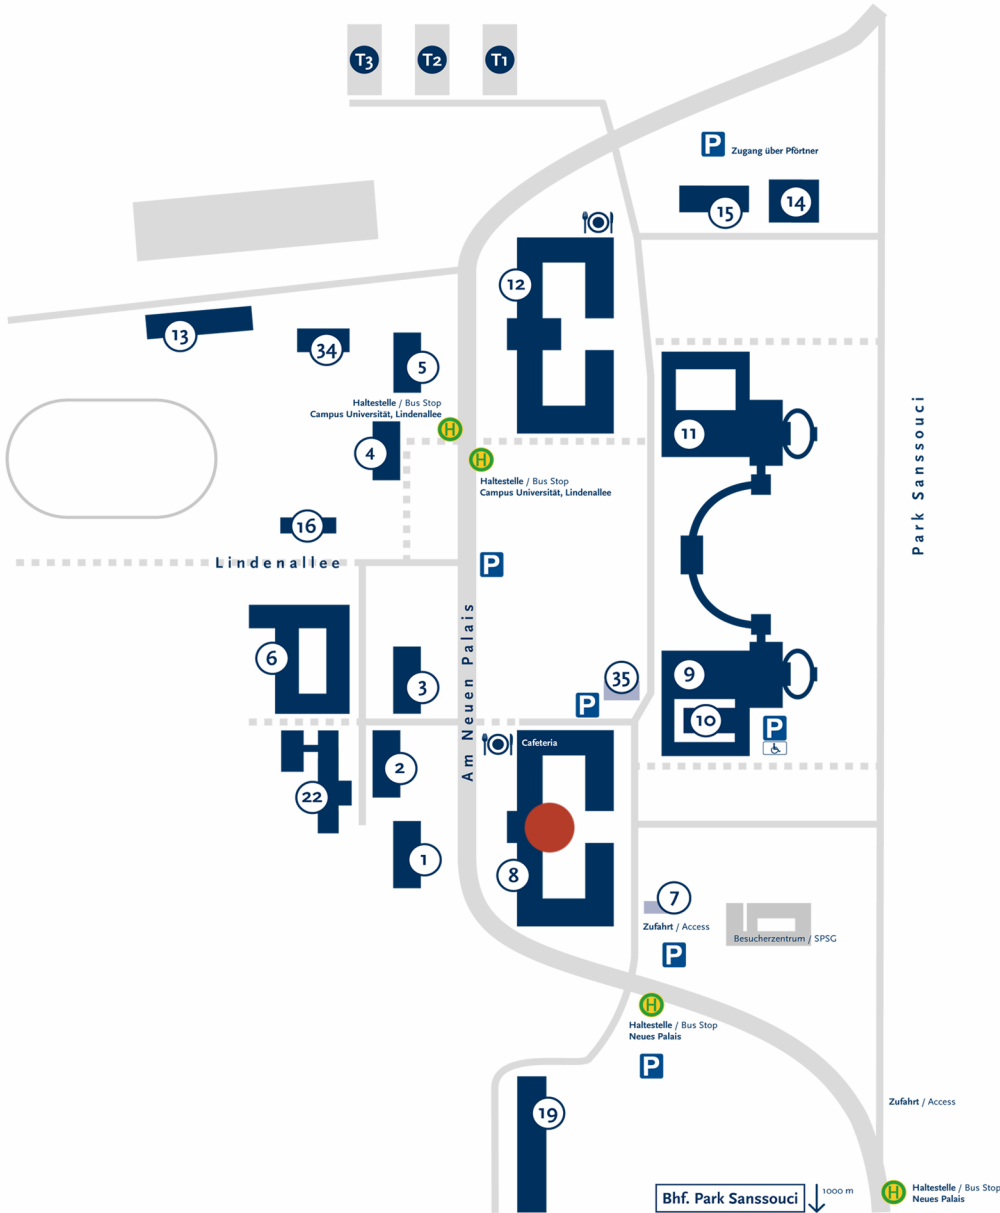 T3
T2
T1
P
Zugang über Pförtner
15
14
12
13
34
5
Haltestelle / Bus Stop
Campus Universität, Lindenallee
H
4
11
H
Haltestelle / Bus Stop
Campus Universität, Lindenallee
Park Sanssouci
16
Lindenallee
P
Am Neuen Palais
6
3
35
9
P
10
P
Cafeteria
2
22
1
8
7
Zufahrt / Access
Besucherzentrum / SPSG
P
H
Haltestelle / Bus Stop
Neues Palais
P
19
Zufahrt / Access
Bhf. Park Sanssouci
1000 m
H
Haltestelle / Bus Stop
Neues Palais